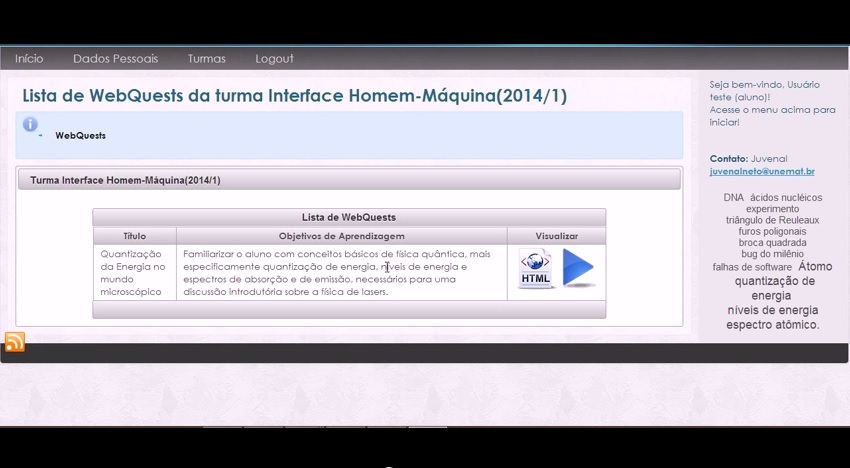 Início Dados Pessoais Turmas Logout
Lista de WebQuests da turma Interface Homem-Máquina(2014/1)
WebQuests
Turma Interface Homem-Máquina(2014/1)
Lista de WebQuests
Título Objetivos de Aprendizagem Visualizar
Quantização
da Energia no
mundo
microscópico
Familiarizar o aluno com conceitos básicos de física quântica, mais
especificamente quantização de energia, níveis de energia e
espectros de absorção e de emissão, necessários para uma
discussão introdutória sobre a física de lasers.
HTML
Seja bem-vindo, Usuário
teste (aluno)!
Acesse o menu acima para
iniciar!
Contato: Juvenal
juvenalneto@unemat.br
DNA ácidos nucléicos
experimento
triângulo de Reuleaux
furos poligonais
broca quadrada
bug do milênio
falhas de software Átomo
quantização de
energia
níveis de energia
espectro atômico.